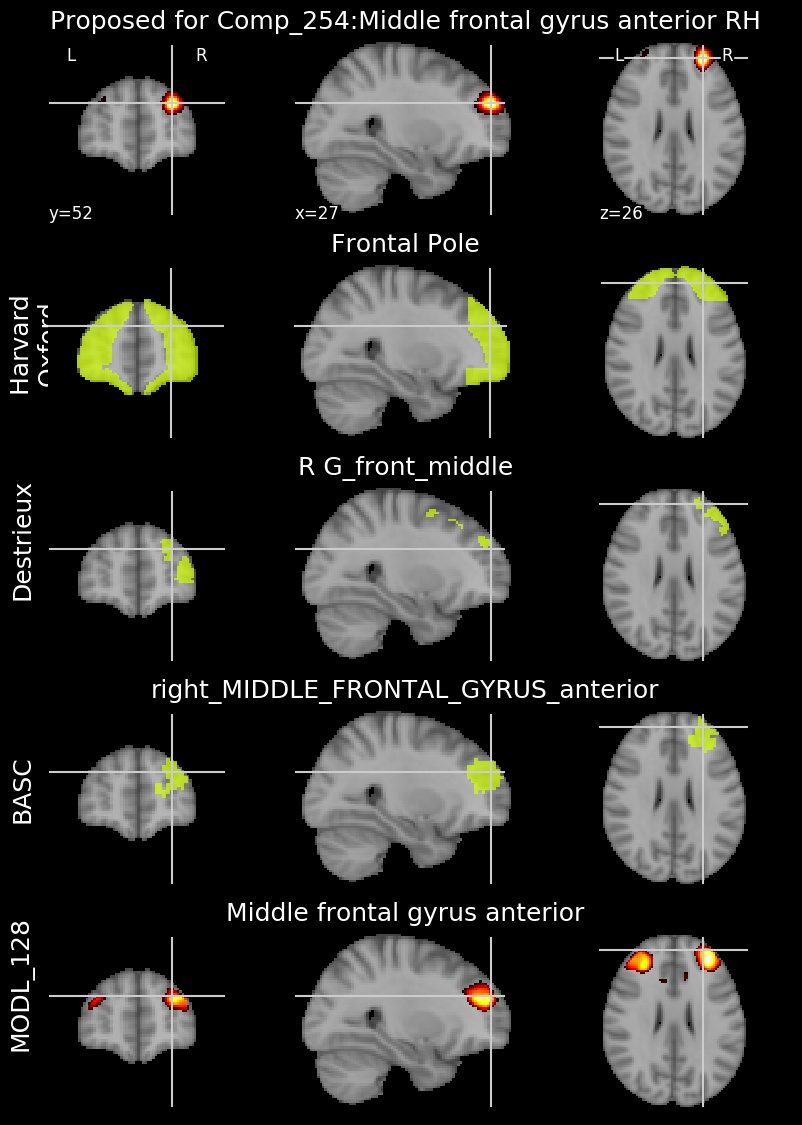 Proposed for Comp_254:Middle frontal gyrus anterior RH
L R
L R
y=52 x=27 z=26
Frontal Pole
Harvard
Oxford
R G_front_middle
Destrieux
right_MIDDLE_FRONTAL_GYRUS_anterior
BASC
Middle frontal gyrus anterior
MODL_128